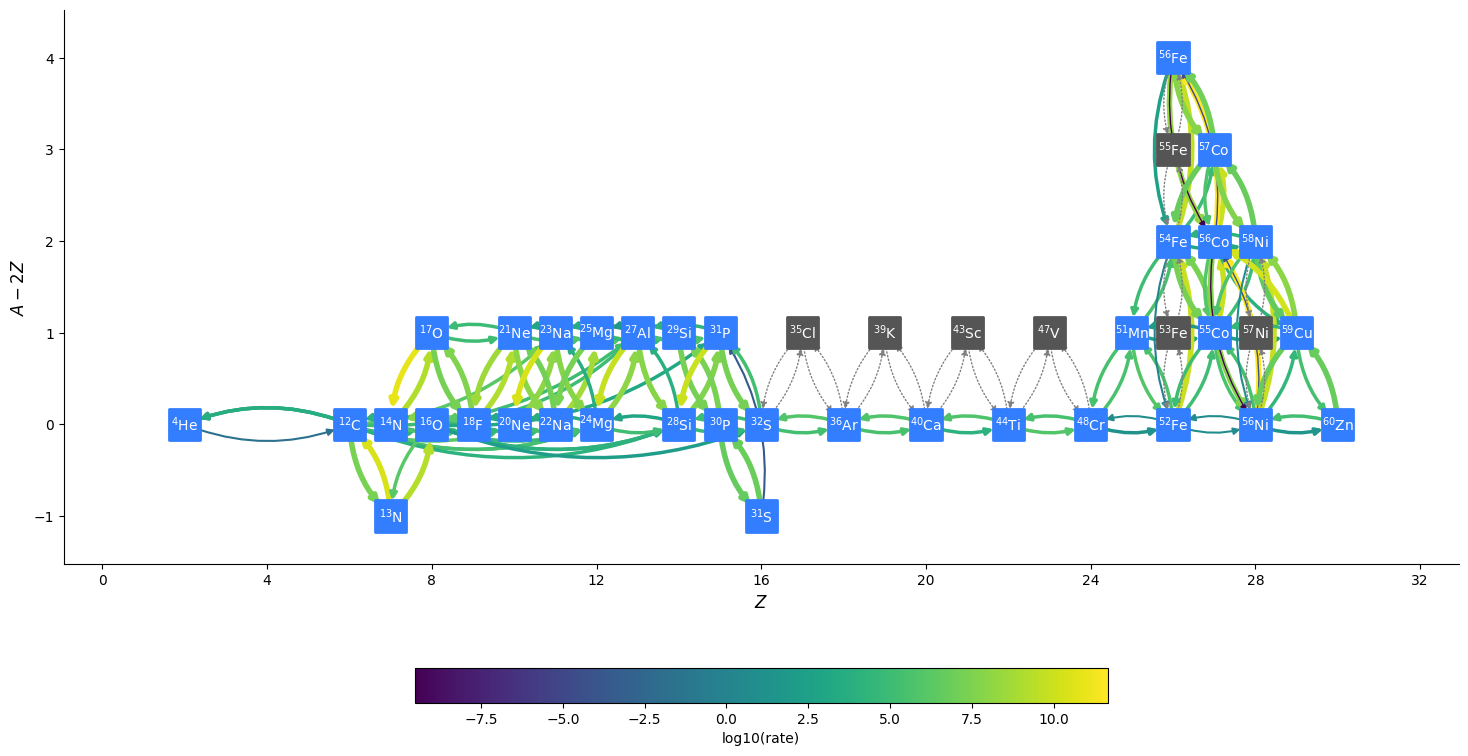 4
3
2
1
0
−1
A − 2Z
⁵⁶Fe
⁵⁵Fe ⁵⁷Co
⁵⁴Fe ⁵⁶Co ⁵⁸Ni
¹⁷O ²¹Ne ²³Na ²⁵Mg ²⁷Al ²⁹Si ³¹P ³⁵Cl ³⁹K ⁴³Sc ⁴⁷V ⁵¹Mn ⁵³Fe ⁵⁵Co ⁵⁷Ni ⁵⁹Cu
⁴He ¹²C ¹⁴N ¹⁶O ¹⁸F ²⁰Ne ²²Na ²⁴Mg ²⁸Si ³⁰P ³²S ³⁶Ar ⁴⁰Ca ⁴⁴Ti ⁴⁸Cr ⁵²Fe ⁵⁶Ni ⁶⁰Zn
¹³N ³¹S
0 4 8 12 16 20 24 28 32
Z
−7.5 −5.0 −2.5 0.0 2.5 5.0 7.5 10.0
log10(rate)